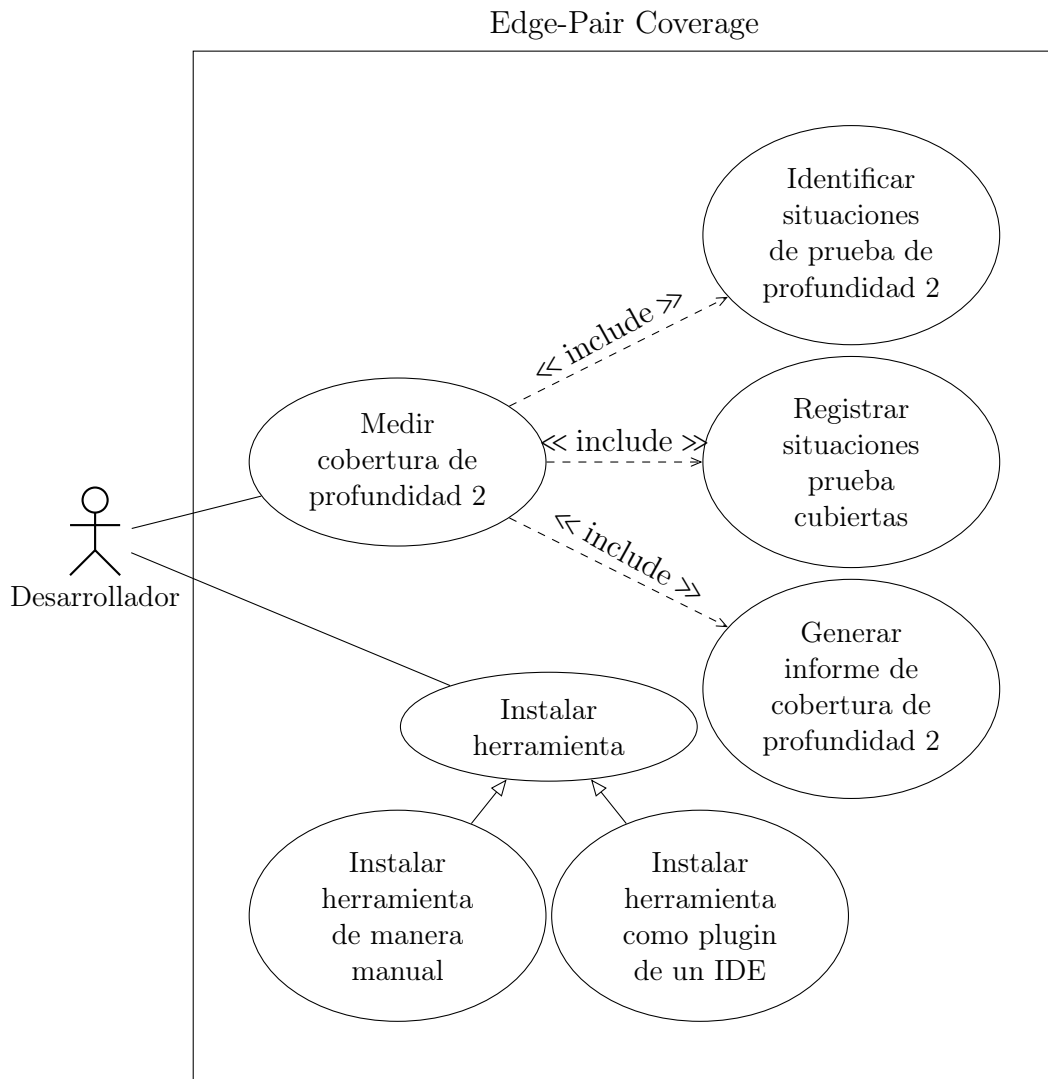 Edge-Pair Coverage
Identificar
situaciones
de prueba de
profundidad 2
≪ include ≫
Medir
cobertura de
profundidad 2
≪ include ≫
Registrar
situaciones
prueba
cubiertas
≪ include ≫
Desarrollador
Generar
informe de
cobertura de
profundidad 2
Instalar
herramienta
Instalar
herramienta
de manera
manual
Instalar
herramienta
como plugin
de un IDE